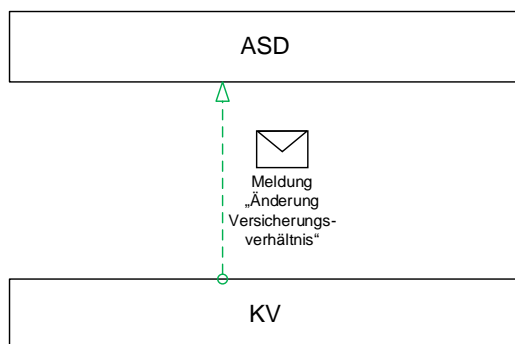 ASD
Meldung
„Änderung
Versicherungs-
verhältnis“
KV